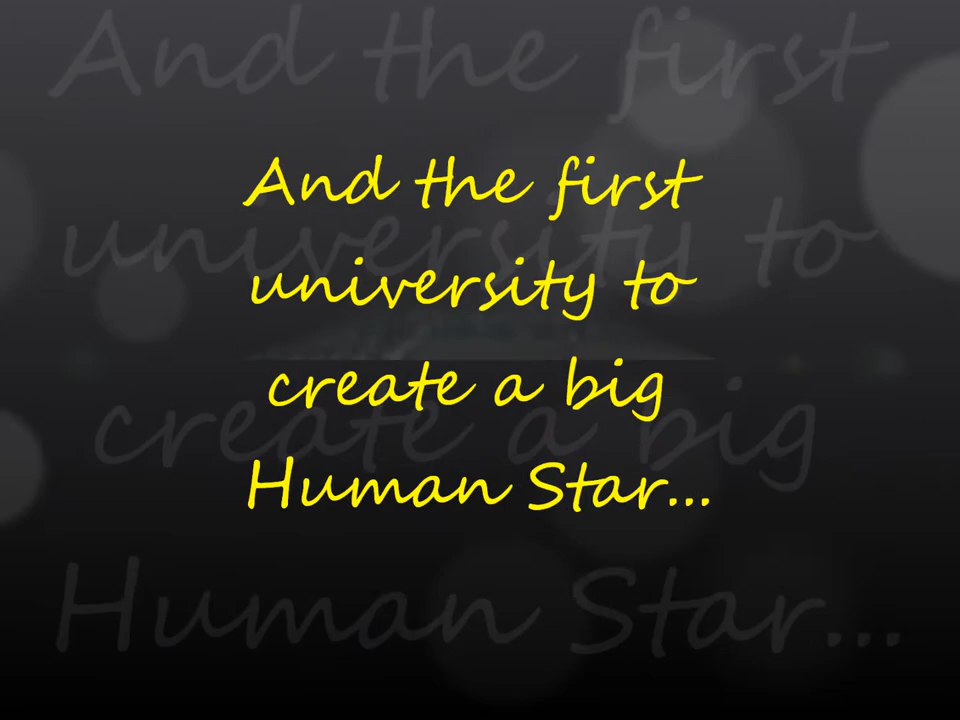 And the first
university to
create a big
Human Star...